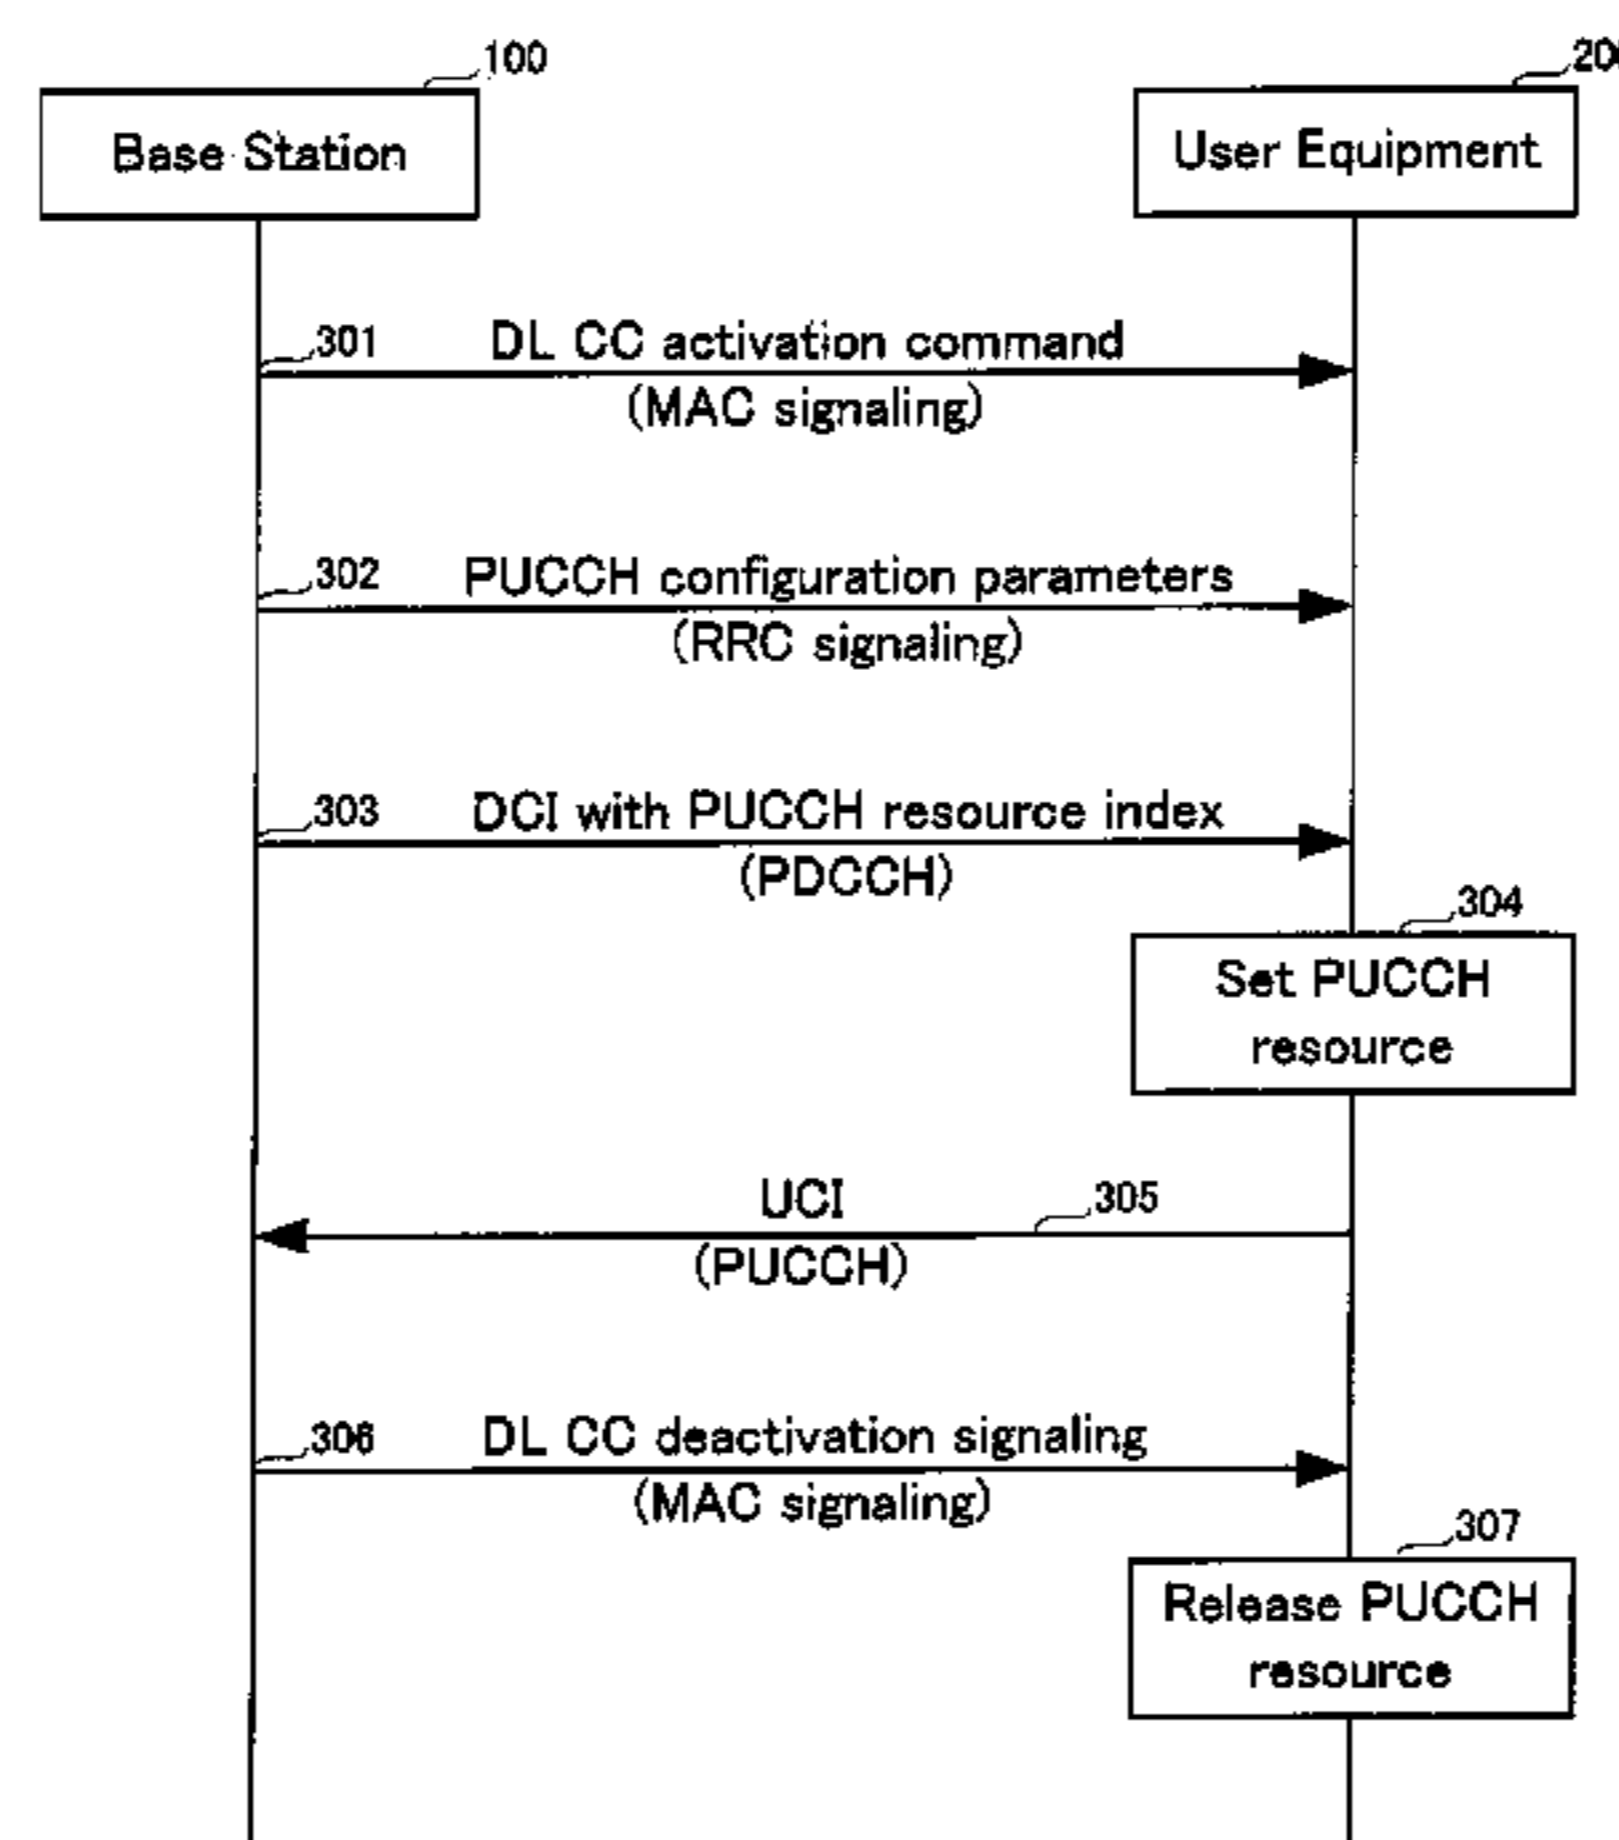 100
200
Base Station
User Equipment
301
DL CC activation command
(MAC signaling)
302
PUCCH configuration parameters
(RRC signaling)
303
DCI with PUCCH resource index
(PDCCH)
304
Set PUCCH
resource
UCI
305
(PUCCH)
306
DL CC deactivation signaling
(MAC signaling)
307
Release PUCCH
resource